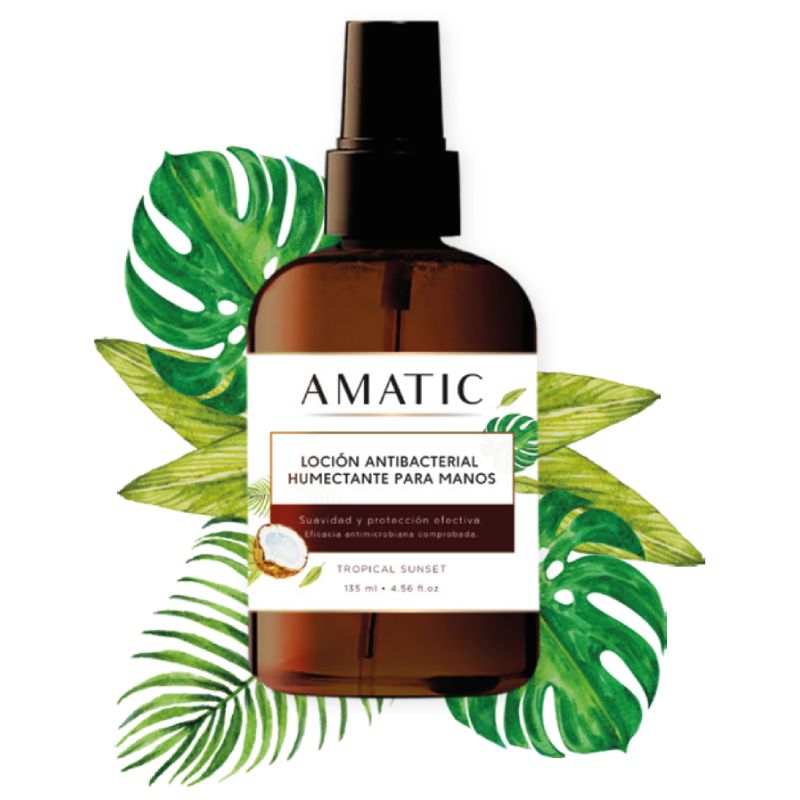 AMATIC
LOCIÓN ANTIBACTERIAL
HUMECTANTE PARA MANOS
Suavidad y protección efectiva.
Eficacia antimicrobiana comprobada.
TROPICAL SUNSET
135 ml • 4.56 fl.oz